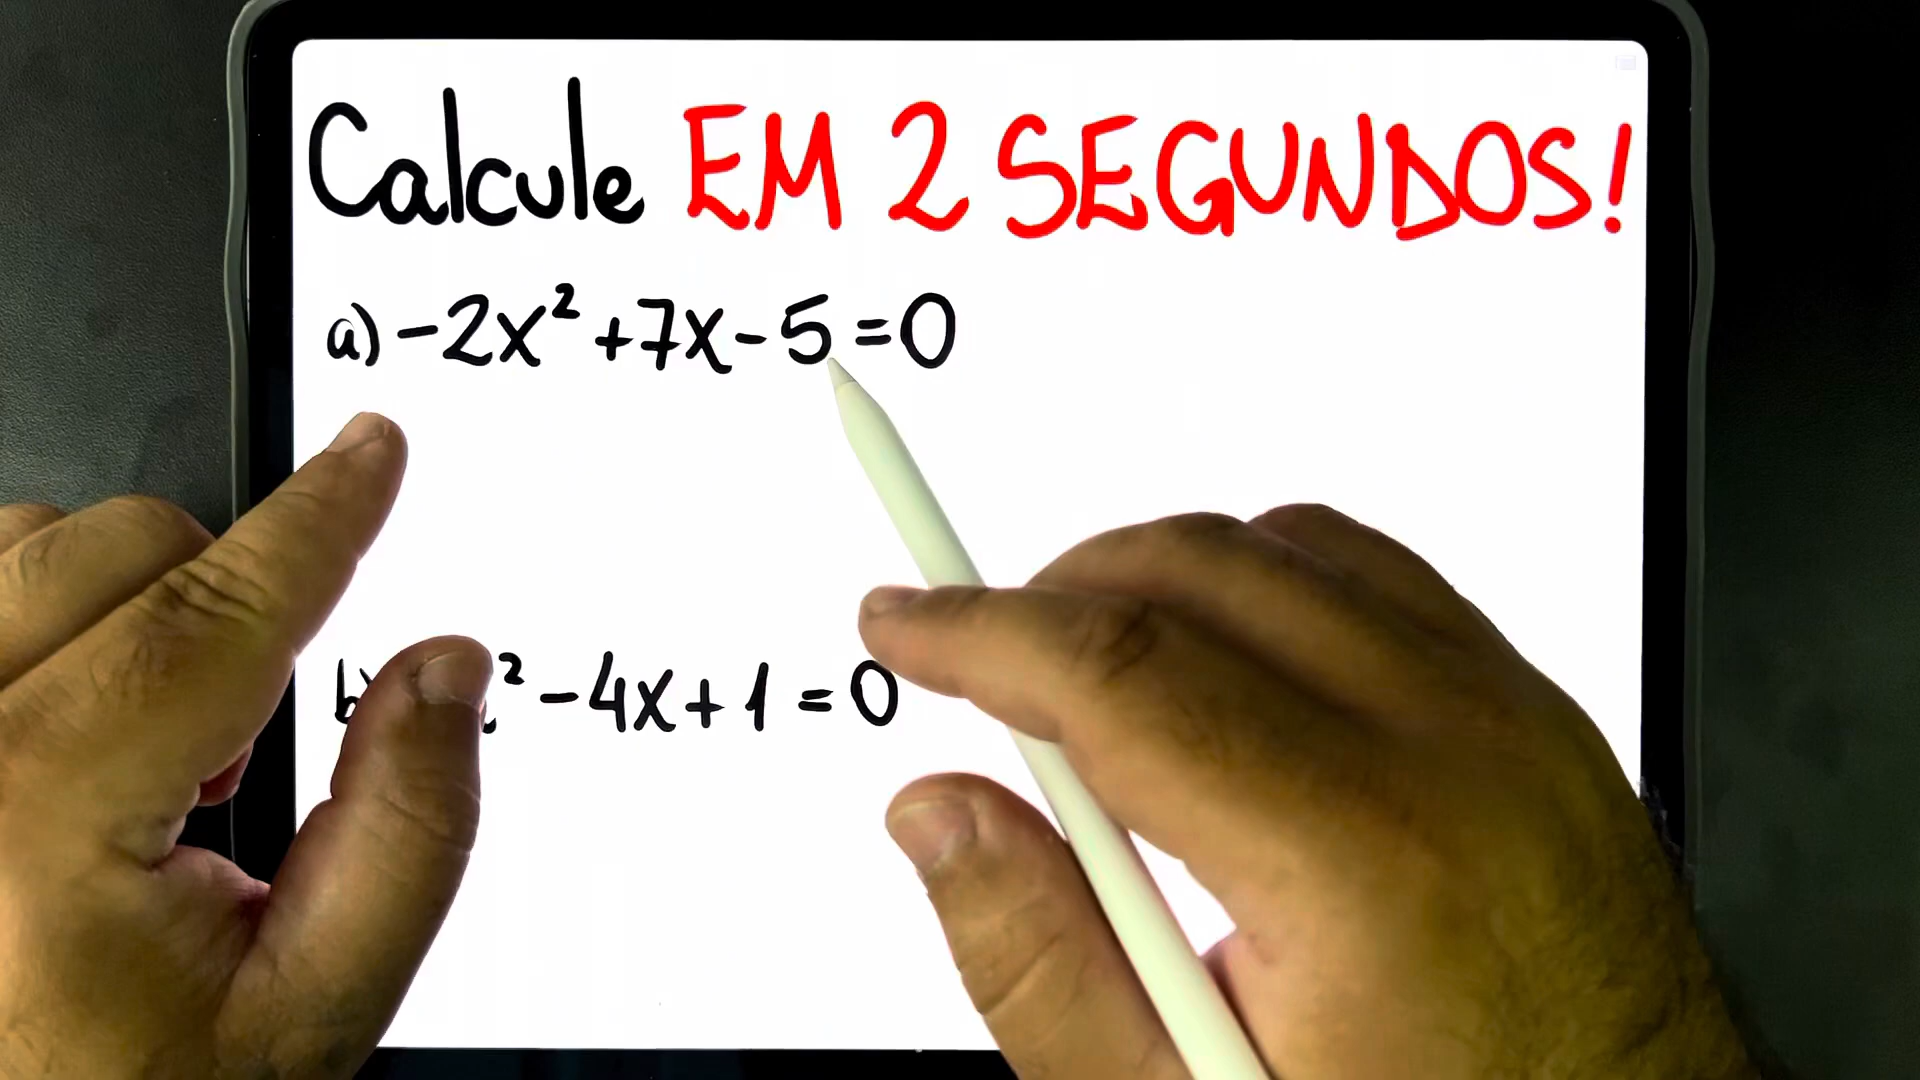 Calcule EM 2 SEGUNDOS!
a) -2x² +7x-5=0
² -4x+1=0